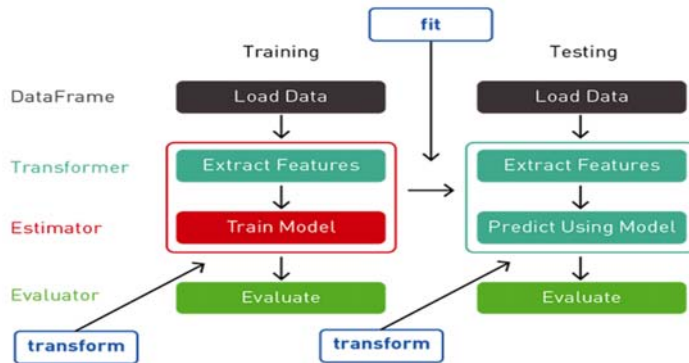 fit
Training
Testing
DataFrame
Load Data
Load Data
Transformer
Extract Features
Extract Features
Estimator
Train Model
Predict Using Model
Evaluator
Evaluate
Evaluate
transform
transform